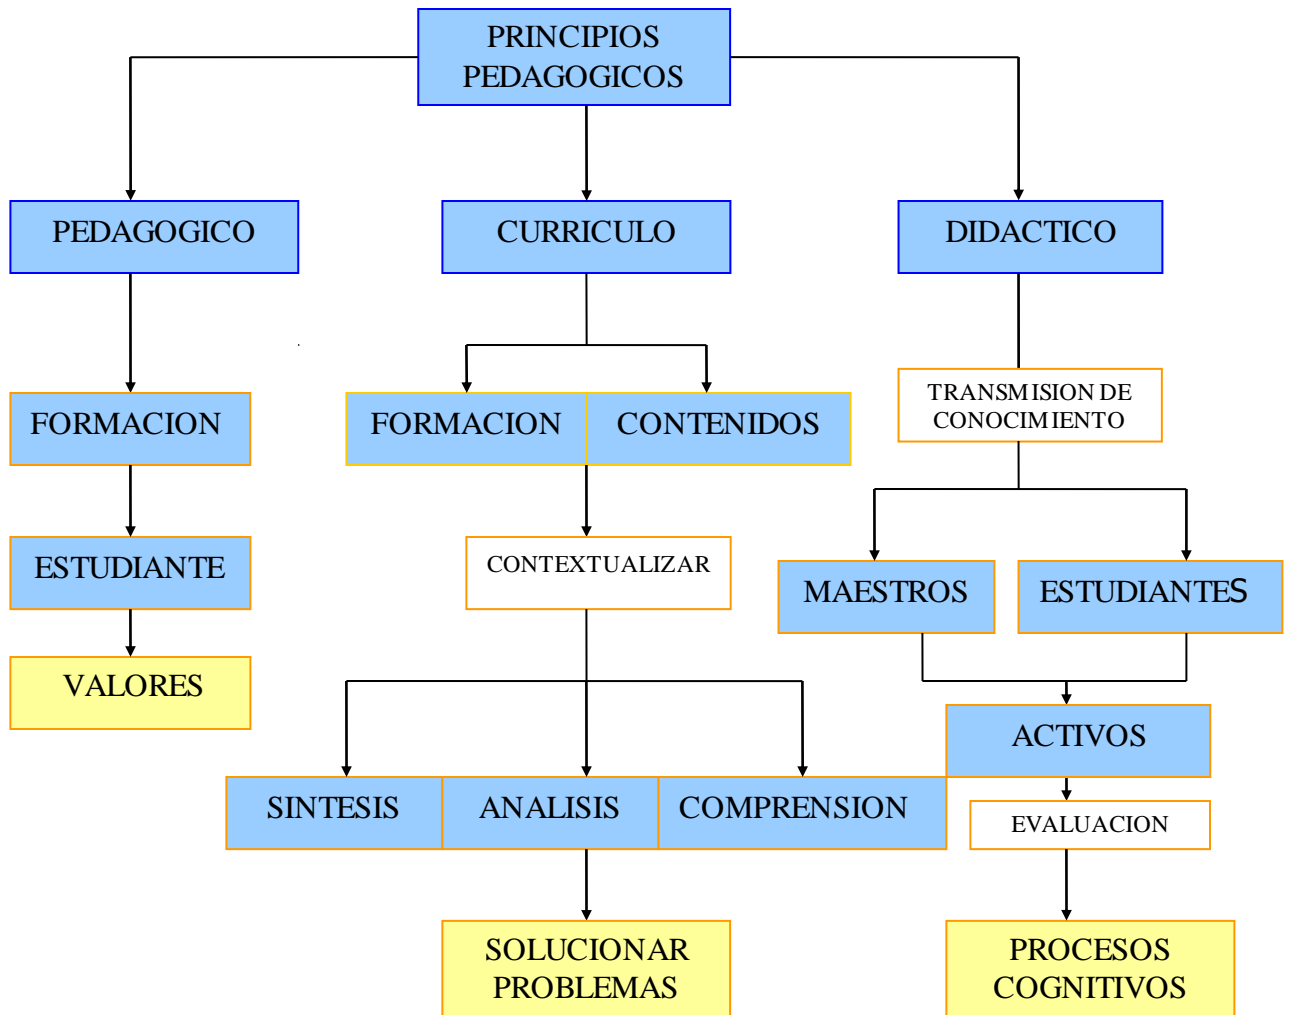 PRINCIPIOS
PEDAGOGICOS
PEDAGOGICO
CURRICULO
DIDACTICO
FORMACION
FORMACION
CONTENIDOS
TRANSMISION DE
CONOCIMIENTO
ESTUDIANTE
CONTEXTUALIZAR
MAESTROS
ESTUDIANTES
VALORES
ACTIVOS
SINTESIS
ANALISIS
COMPRENSION
EVALUACION
SOLUCIONAR
PROBLEMAS
PROCESOS
COGNITIVOS